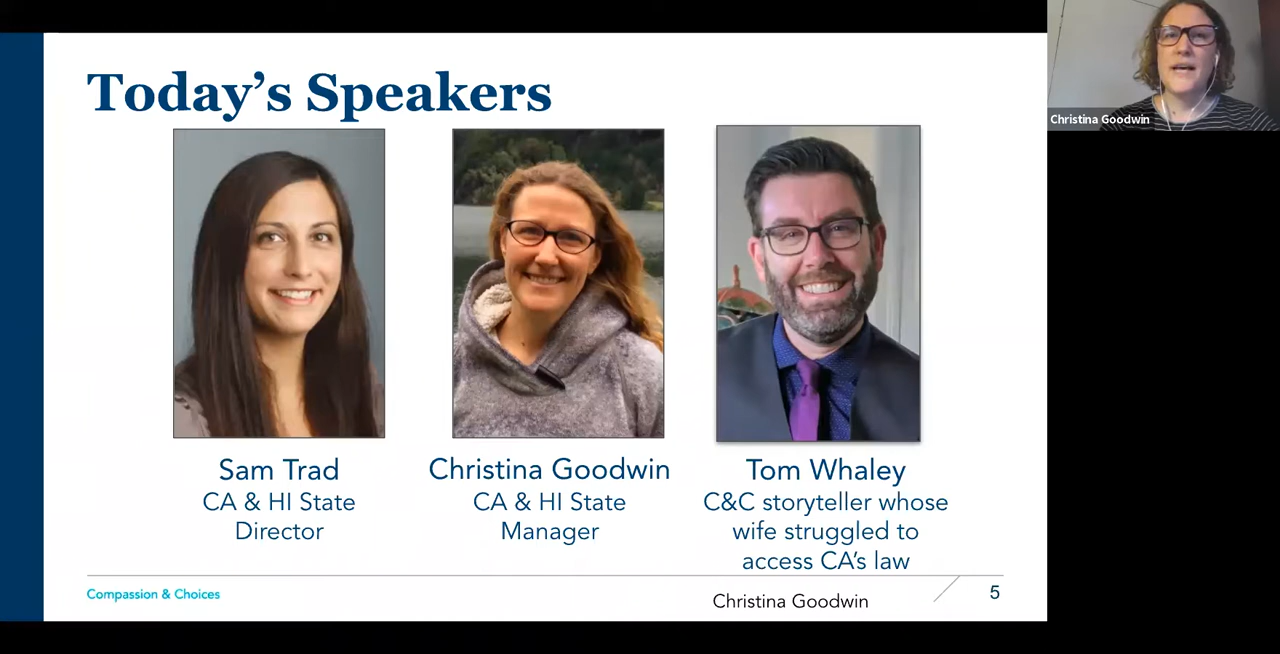 Today's Speakers
Christina Goodwin
Sam Trad
CA & HI State
Director
Christina Goodwin
CA & HI State
Manager
Tom Whaley
C&C storyteller whose
wife struggled to
access CA's law
Compassion & Choices
Christina Goodwin
5